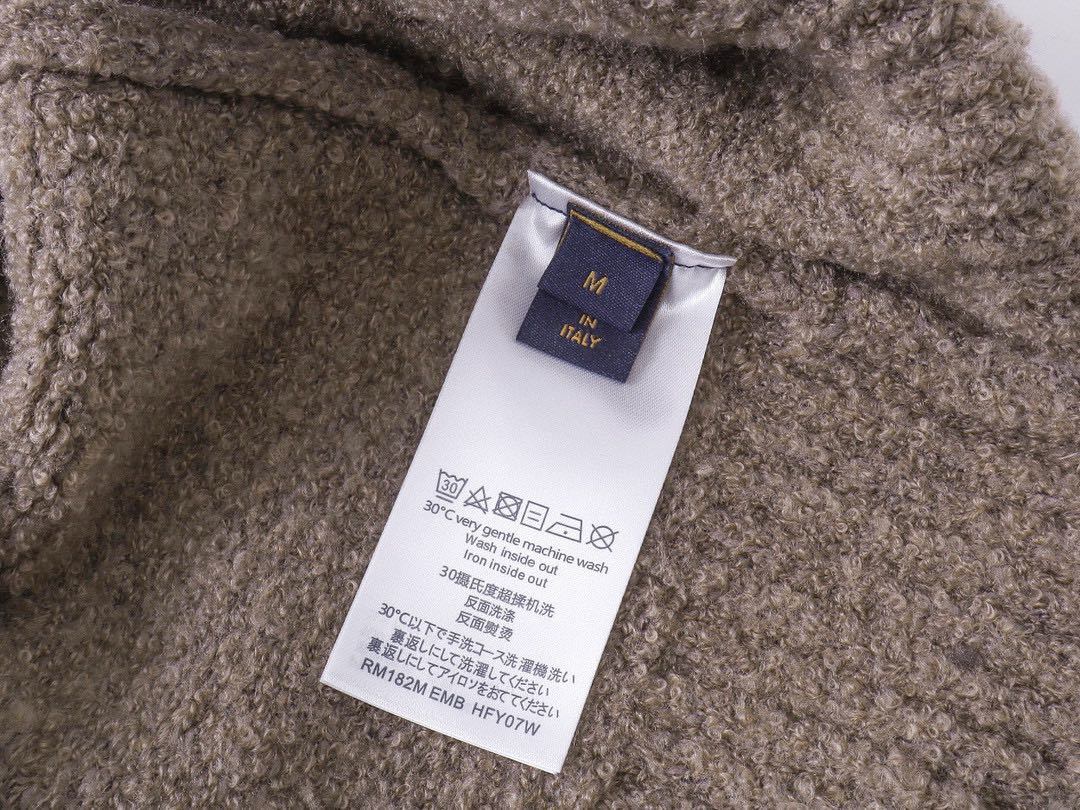 M
IN
ITALY
30
30°C very gentle machine wash
Wash inside out
Iron inside out
30摄氏度超揉机洗
反面洗涤
反面熨烫
30℃以下で手洗コース洗濯機洗い
裏返しにして洗濯してください
裏返しにしてアイロンをおててください
RM182M EMB HFY07W